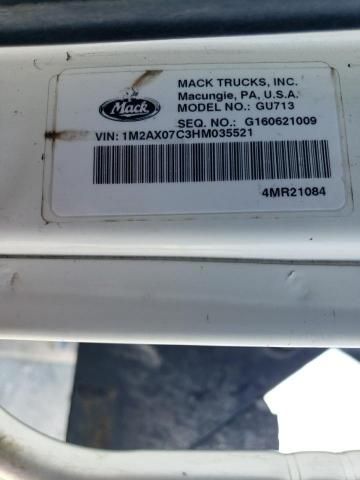 MACK TRUCKS, INC.
Macungie, PA, U.S.A.
MODEL NO.: GU713
Mack
SEQ. NO.: G160621009
VIN: 1M2AX07C3HM035521
4MR21084